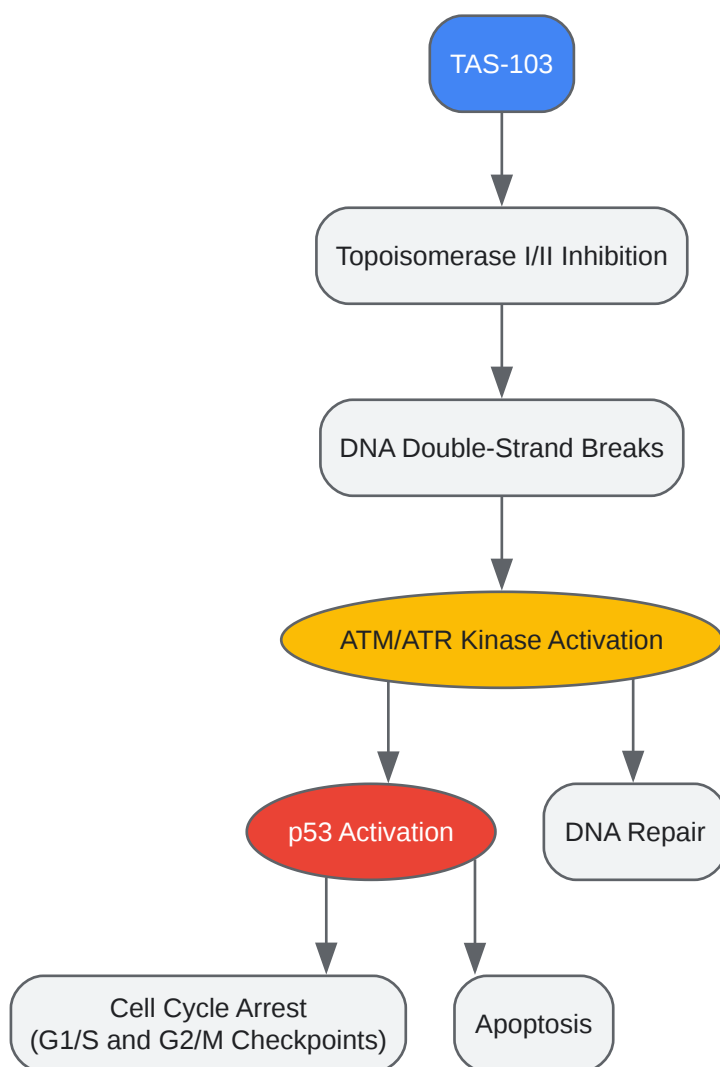 TAS-103
Topoisomerase I/II Inhibition
DNA Double-Strand Breaks
ATM/ATR Kinase Activation
p53 Activation
DNA Repair
Cell Cycle Arrest
(G1/S and G2/M Checkpoints)
Apoptosis